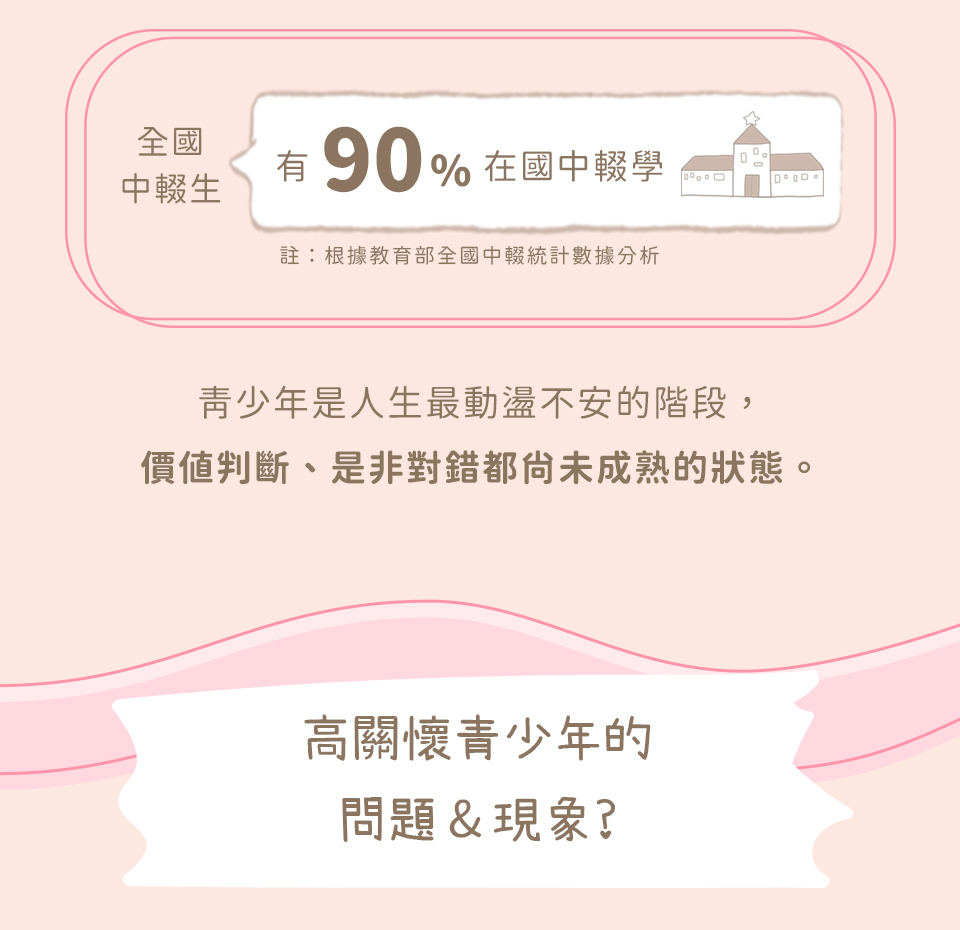 全國
中輟生
有 90% 在國中輟學
註：根據教育部全國中輟統計數據分析
青少年是人生最動盪不安的階段，
價值判斷、是非對錯都尚未成熟的狀態。
高關懷青少年的
問題＆現象?